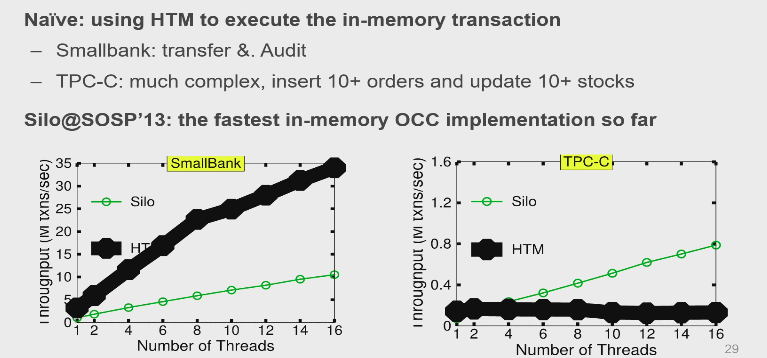 Naïve: using HTM to execute the in-memory transaction
– Smallbank: transfer &. Audit
– TPC-C: much complex, insert 10+ orders and update 10+ stocks
Silo@SOSP'13: the fastest in-memory OCC implementation so far
SmallBank
Throughput (M txns/sec)
35
30
25
20
15
10
5
0
Silo
HT
1 2 4 6 8 10 12 14 16
Number of Threads
TPC-C
Throughput (M txns/sec)
1.6
1.2
0.8
0.4
0
Silo
HTM
1 2 4 6 8 10 12 14 16
Number of Threads
29